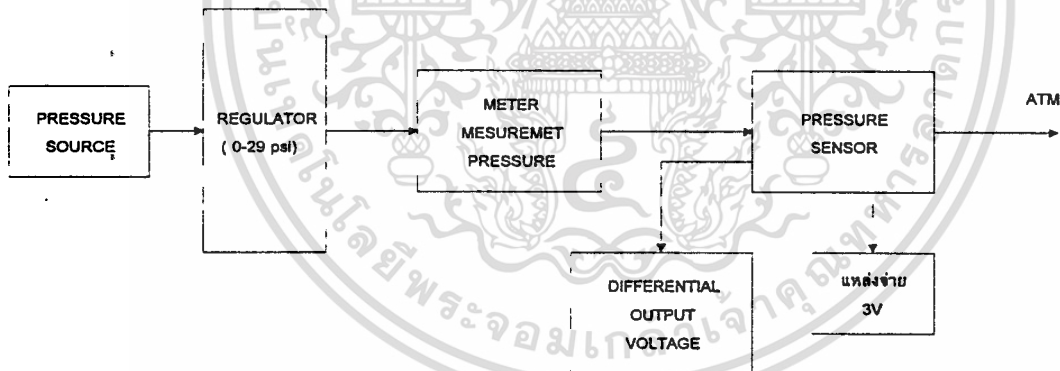 PRESSURE
SOURCE
REGULATOR
( 0-29 psi)
METER
MESUREMET
PRESSURE
PRESSURE
SENSOR
ATM
DIFFERENTIAL
OUTPUT
VOLTAGE
แหล่งจ่าย
3V